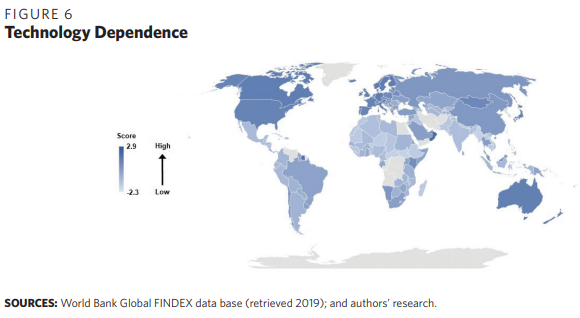 FIGURE 6
Technology Dependence
Score
2.9 High
-2.3 Low
SOURCES: World Bank Global FINDEX data base (retrieved 2019); and authors' research.